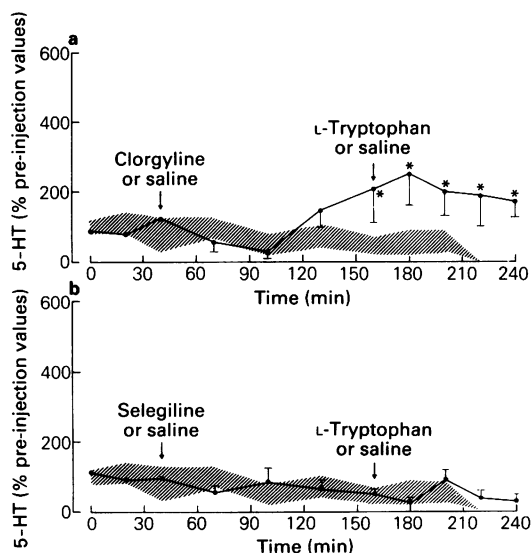 a
5-HT (% pre-injection values)
600
400
200
0
Clorgyline
or saline
L-Tryptophan
or saline
*
*
*
*
*
0 30 60 90 120 150 180 210 240
Time (min)
b
5-HT (% pre-injection values)
600
400
200
0
Selegiline
or saline
L-Tryptophan
or saline
0 30 60 90 120 150 180 210 240
Time (min)